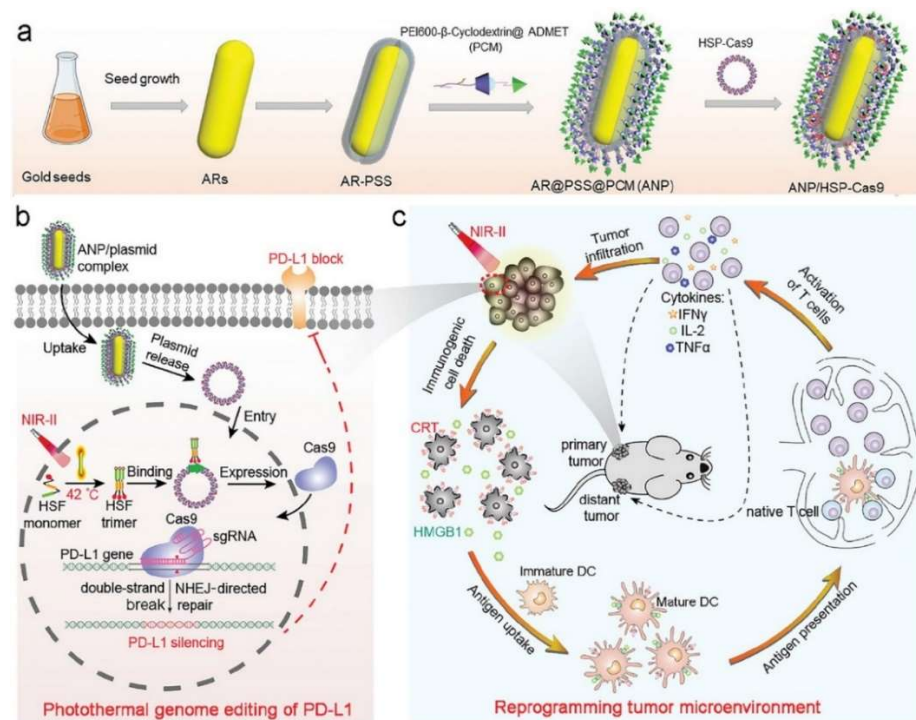 a
Seed growth
PEI600-β-Cyclodextrin@ ADMET
(PCM)
HSP-Cas9
Gold seeds
ARs
AR-PSS
AR@PSS@PCM (ANP)
ANP/HSP-Cas9
b
ANP/plasmid
complex
PD-L1 block
Uptake
Plasmid
release
Entry
NIR-II
42 °C
HSF
monomer
HSF
trimer
Binding
Expression
Cas9
Cas9
sgRNA
PD-L1 gene
double-strand
break
NHEJ-directed
repair
PD-L1 silencing
Photothermal genome editing of PD-L1
c
NIR-II
Tumor
infiltration
Cytokines:
IFNγ
IL-2
TNFα
Activation
of T cells
Immunogenic
cell death
CRT
HMGB1
primary
tumor
distant
tumor
native T cell
Immature DC
Mature DC
Antigen uptake
Antigen presentation
Reprogramming tumor microenvironment